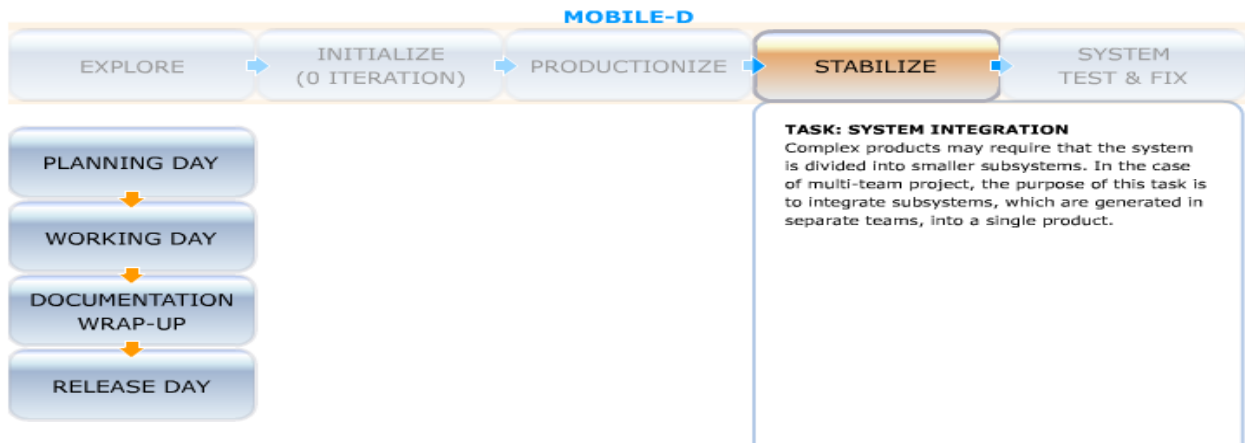 MOBILE-D
EXPLORE
INITIALIZE
(0 ITERATION)
PRODUCTIONIZE
STABILIZE
SYSTEM
TEST & FIX
PLANNING DAY
WORKING DAY
DOCUMENTATION
WRAP-UP
RELEASE DAY
TASK: SYSTEM INTEGRATION
Complex products may require that the system
is divided into smaller subsystems. In the case
of multi-team project, the purpose of this task is
to integrate subsystems, which are generated in
separate teams, into a single product.